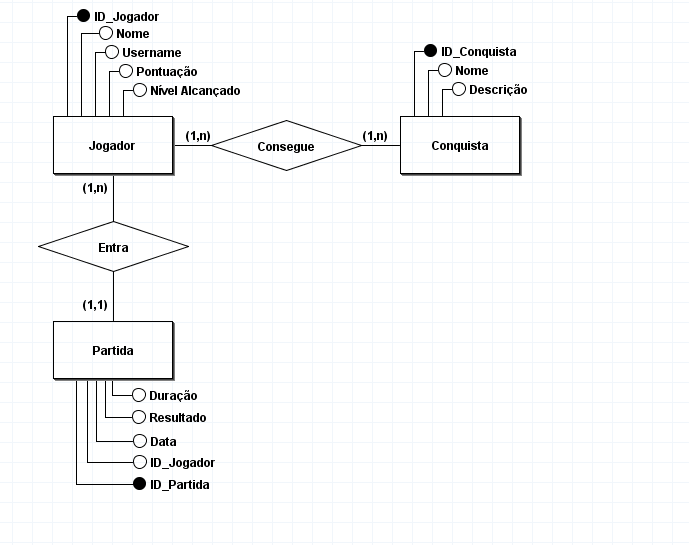 ID_Jogador
Nome
Username
Pontuação
Nível Alcançado
Jogador
(1,n)
Consegue
(1,n)
ID_Conquista
Nome
Descrição
Conquista
(1,n)
Entra
(1,1)
Partida
Duração
Resultado
Data
ID_Jogador
ID_Partida